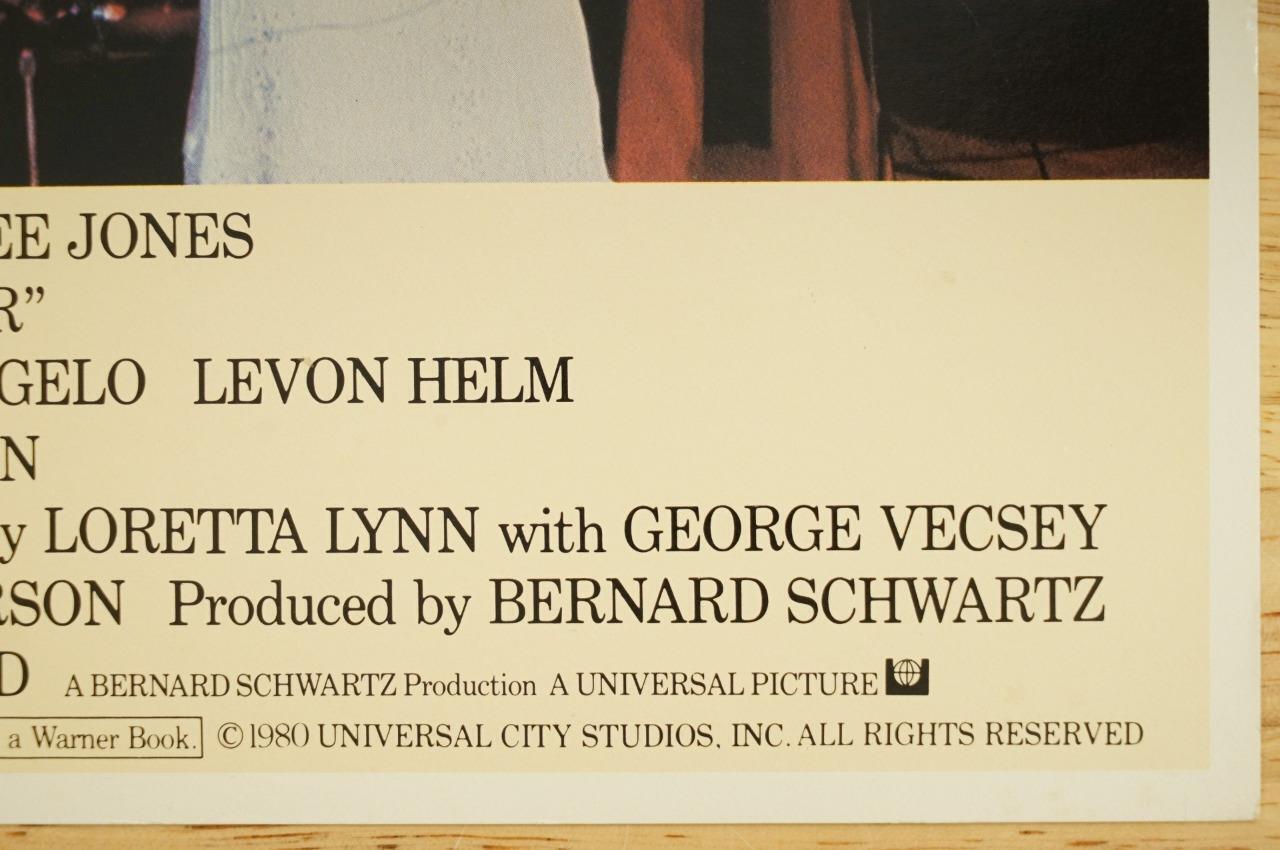 EE JONES
R”
GELO LEVON HELM
N
y LORETTA LYNN with GEORGE VECSEY
RSON Produced by BERNARD SCHWARTZ
D A BERNARD SCHWARTZ Production A UNIVERSAL PICTURE
a Warner Book. ©1980 UNIVERSAL CITY STUDIOS, INC. ALL RIGHTS RESERVED